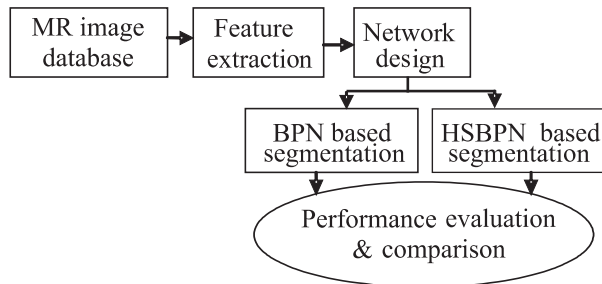 MR image
database
Feature
extraction
Network
design
BPN based
segmentation
HSBPN based
segmentation
Performance evaluation
& comparison